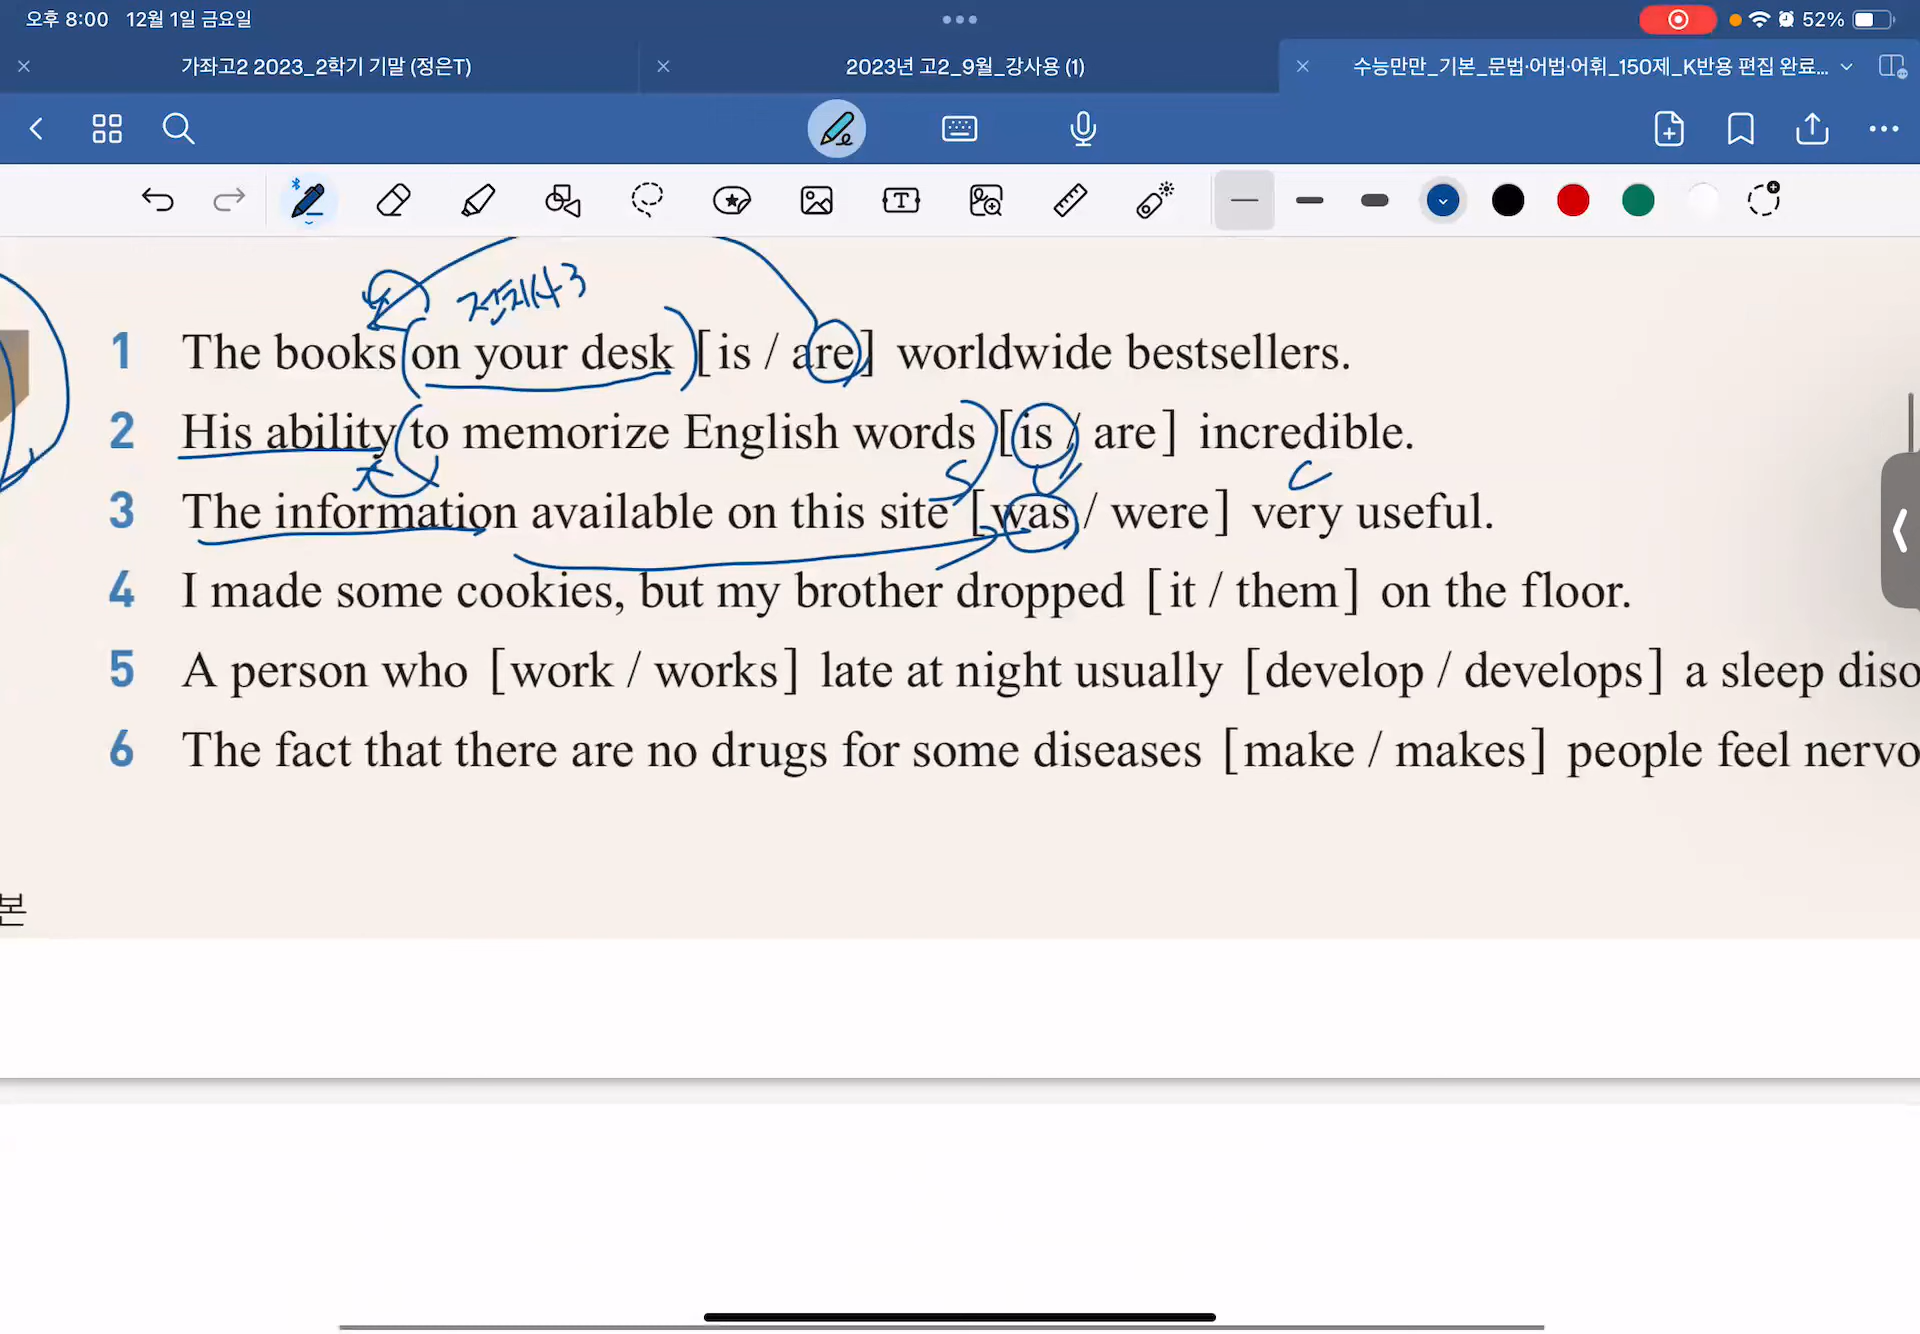 오후 8:00 12월 1일 금요일
52%
가좌고2 2023_2학기 기말 (정은T)
2023년 고2_9월_강사용 (1)
수능만만_기본_문법·어법·어휘_150제_K반용 편집 완료...
1 The books on your desk [is / are] worldwide bestsellers.
2 His ability to memorize English words [is / are] incredible.
S
C
3 The information available on this site [was / were] very useful.
4 I made some cookies, but my brother dropped [it / them] on the floor.
5 A person who [work / works] late at night usually [develop / develops] a sleep diso
6 The fact that there are no drugs for some diseases [make / makes] people feel nervo
본